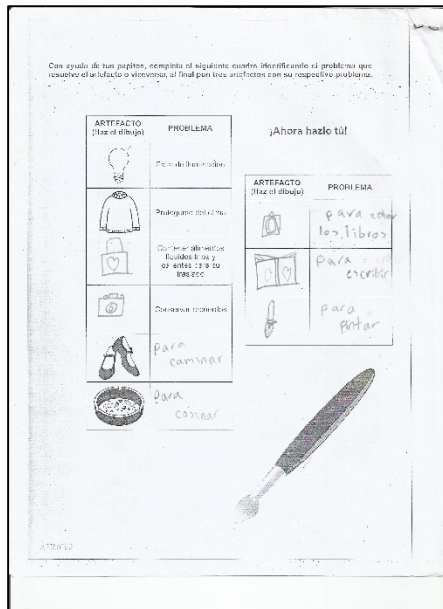 Con ayuda de tus papitos, completa el siguiente cuadro identificando el problema que
resuelve el artefacto o viceversa, al final pon tres artefactos con su respectivo problema.
ARTEFACTO
(Haz el dibujo)
PROBLEMA
Falta de iluminación
Protegerse del clima
Contener alimentos
líquidos fríos y
calientes para su
traslado
Conservar recuerdos
para
caminar
para
cosinar
¡Ahora hazlo tú!
ARTEFACTO
(Haz el dibujo)
PROBLEMA
para
los libros
para
escribir
para
pintar